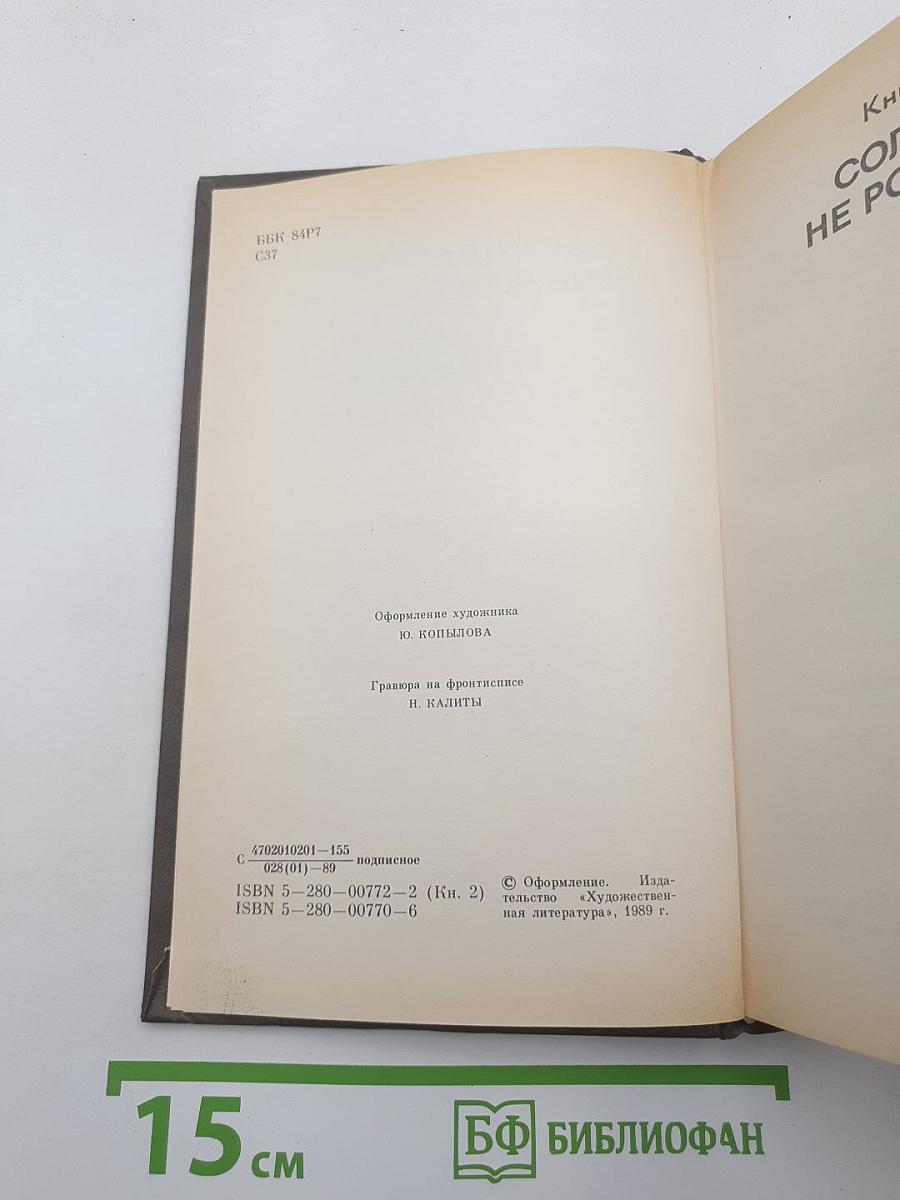 ББК 84Р7
С37
Оформление художника
Ю. КОПЫЛОВА
Гравюра на фронтисписе
Н. КАЛИТЫ
С 4702010201—155 подписное
028(01)—89
ISBN 5—280—00772—2 (Кн. 2)
ISBN 5—280—00770—6
© Оформление. Изда-
тельство «Художествен-
ная литература», 1989 г.
НЕ
15 см
БФ БИБЛИОФАН